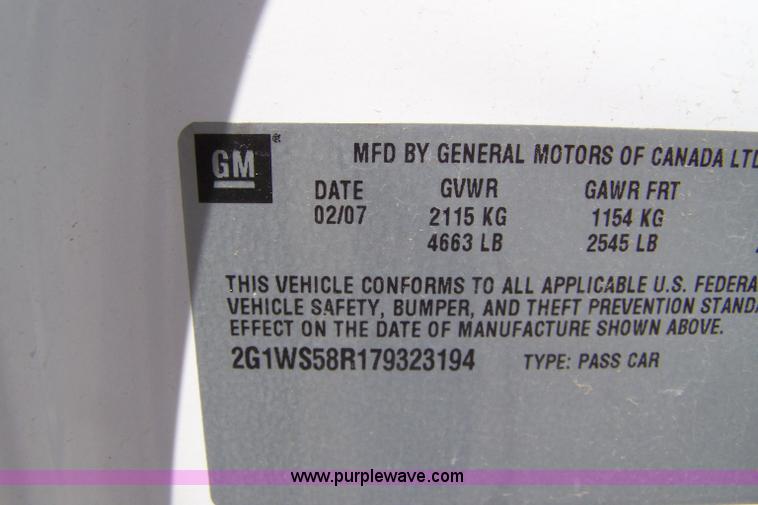 GM
MFD BY GENERAL MOTORS OF CANADA LTD
DATE GVWR GAWR FRT
02/07 2115 KG 1154 KG
4663 LB 2545 LB
THIS VEHICLE CONFORMS TO ALL APPLICABLE U.S. FEDERA
VEHICLE SAFETY, BUMPER, AND THEFT PREVENTION STANDA
EFFECT ON THE DATE OF MANUFACTURE SHOWN ABOVE.
2G1WS58R179323194 TYPE: PASS CAR
www.purplewave.com